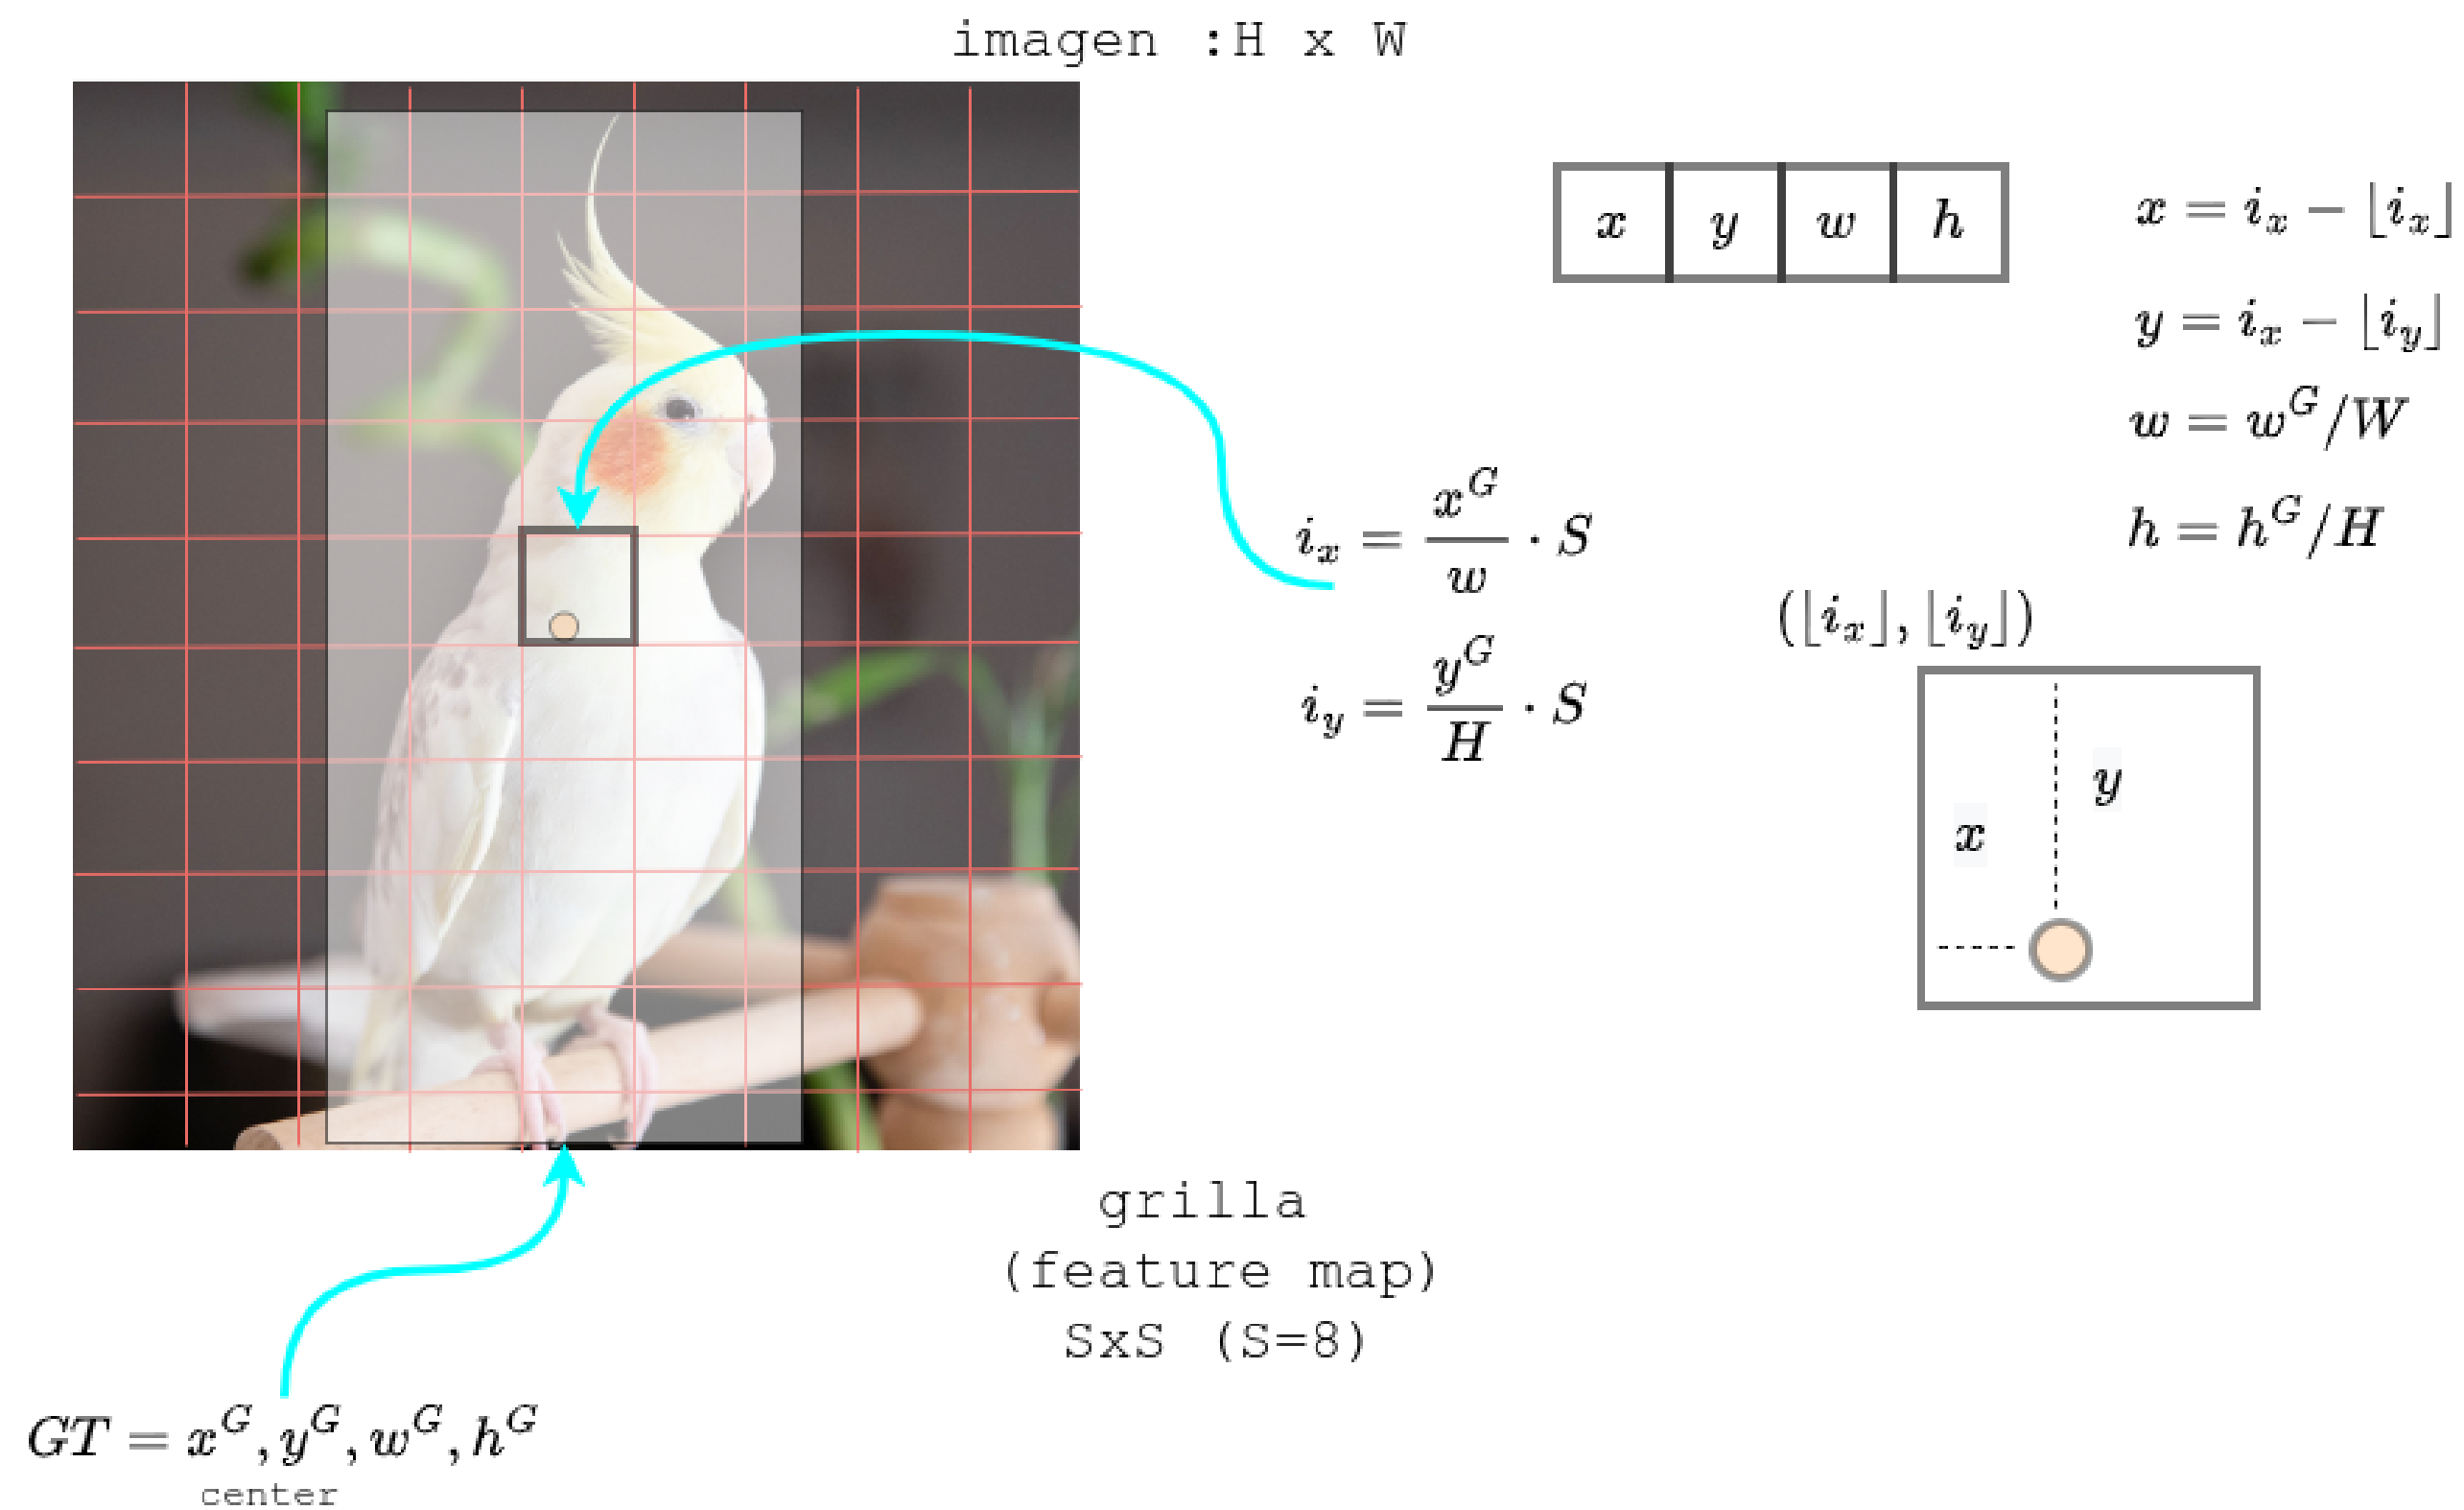 imagen :H x W
x y w h
x = i_x − ⌊i_x⌋
y = i_x − ⌊i_y⌋
w = w^G/W
h = h^G/H
i_x = x^G/w · S
i_y = y^G/H · S
(⌊i_x⌋, ⌊i_y⌋)
x
y
grilla
(feature map)
SxS (S=8)
GT = x^G, y^G, w^G, h^G
center